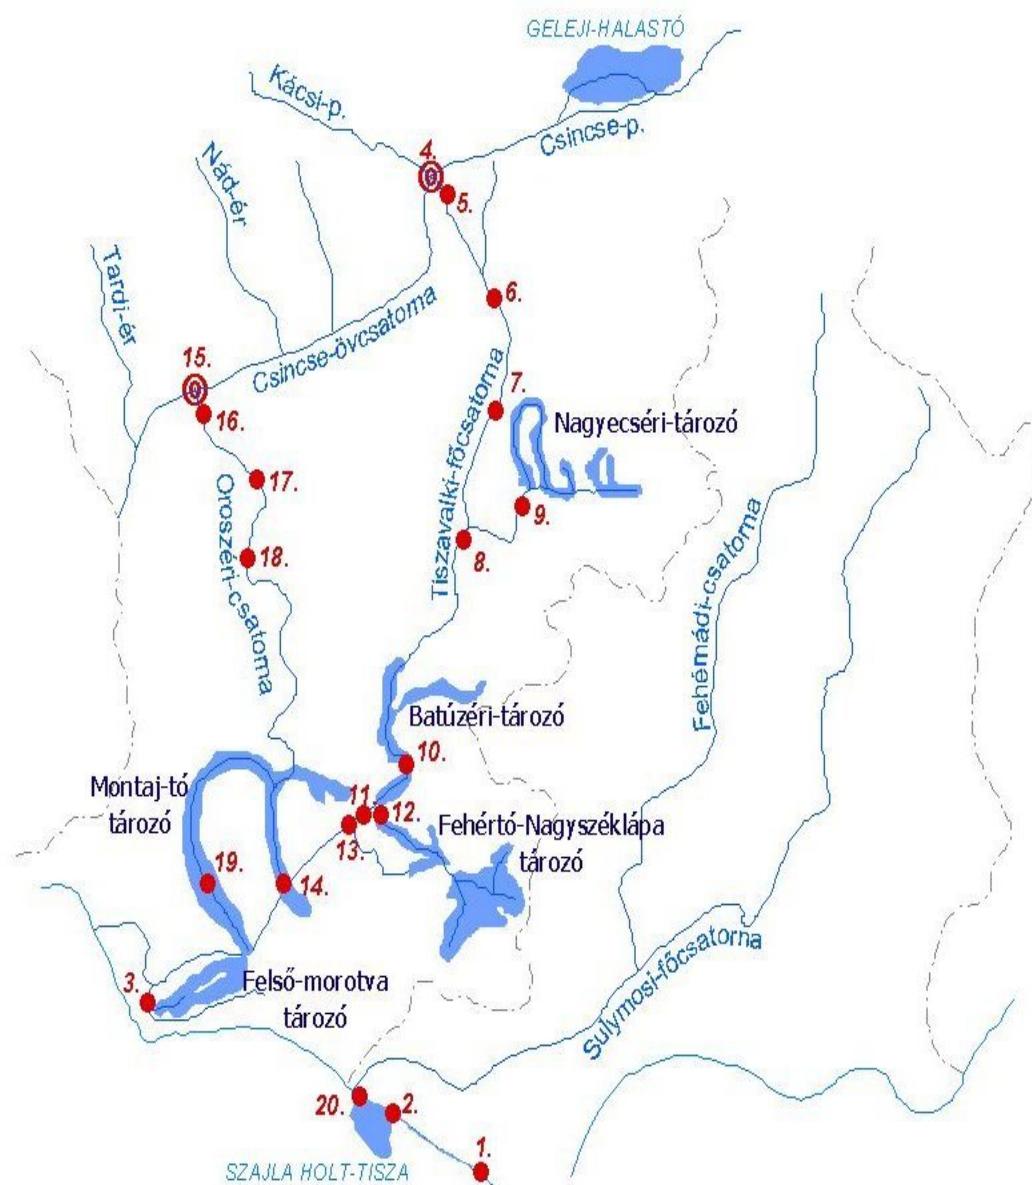 GELEJI-HALASTÓ
Kácsi-p.
Csincse-p.
4.
5.
Nád-ér
Tardi-ér
6.
Csincse-övcsatorna
15.
16.
7.
Tiszavalki-főcsatorna
Nagyecséri-tározó
17.
9.
Oroszéri-csatorna
18.
8.
Fehémádi-csatorna
Batúzéri-tározó
10.
Montaj-tó
tározó
11.
12.
13.
Fehértó-Nagyszéklápa
tározó
19.
14.
Sulymosi-főcsatorna
3.
Felső-morotva
tározó
20.
2.
1.
SZAJLA HOLT-TISZA